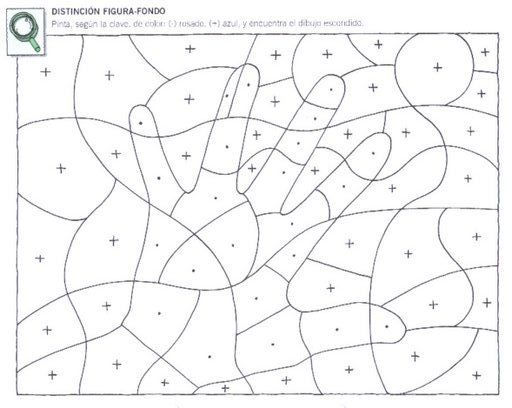 DISTINCIÓN FIGURA-FONDO
Pinta, según la clave, de color: (·) rosado, (+) azul, y encuentra el dibujo escondido.